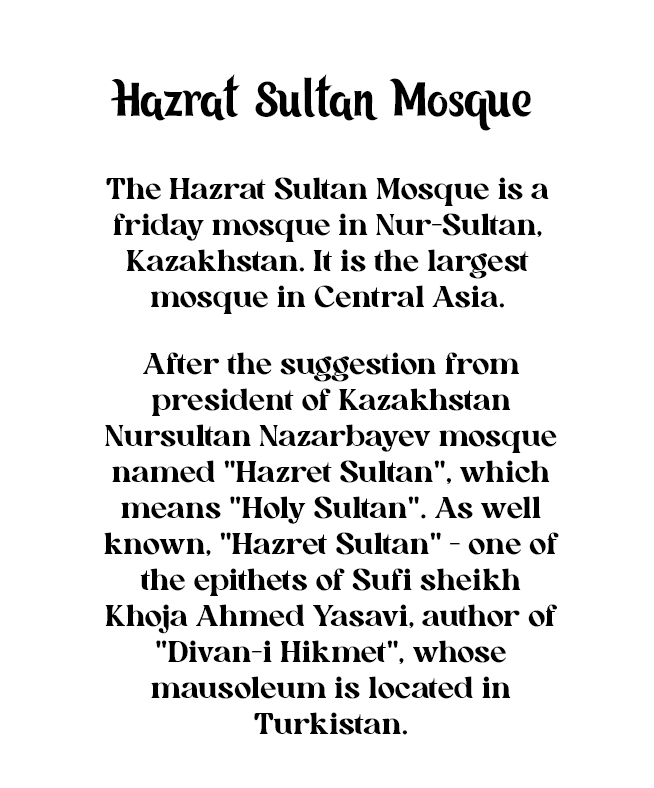 Hazrat Sultan Mosque
The Hazrat Sultan Mosque is a
friday mosque in Nur-Sultan,
Kazakhstan. It is the largest
mosque in Central Asia.
After the suggestion from
president of Kazakhstan
Nursultan Nazarbayev mosque
named "Hazret Sultan", which
means "Holy Sultan". As well
known, "Hazret Sultan" - one of
the epithets of Sufi sheikh
Khoja Ahmed Yasavi, author of
"Divan-i Hikmet", whose
mausoleum is located in
Turkistan.